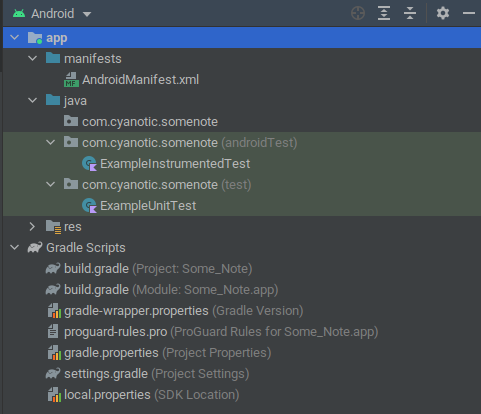 Android
app
manifests
MF AndroidManifest.xml
java
com.cyanotic.somenote
com.cyanotic.somenote (androidTest)
ExampleInstrumentedTest
com.cyanotic.somenote (test)
ExampleUnitTest
res
Gradle Scripts
build.gradle (Project: Some_Note)
build.gradle (Module: Some_Note.app)
gradle-wrapper.properties (Gradle Version)
proguard-rules.pro (ProGuard Rules for Some_Note.app)
gradle.properties (Project Properties)
settings.gradle (Project Settings)
local.properties (SDK Location)